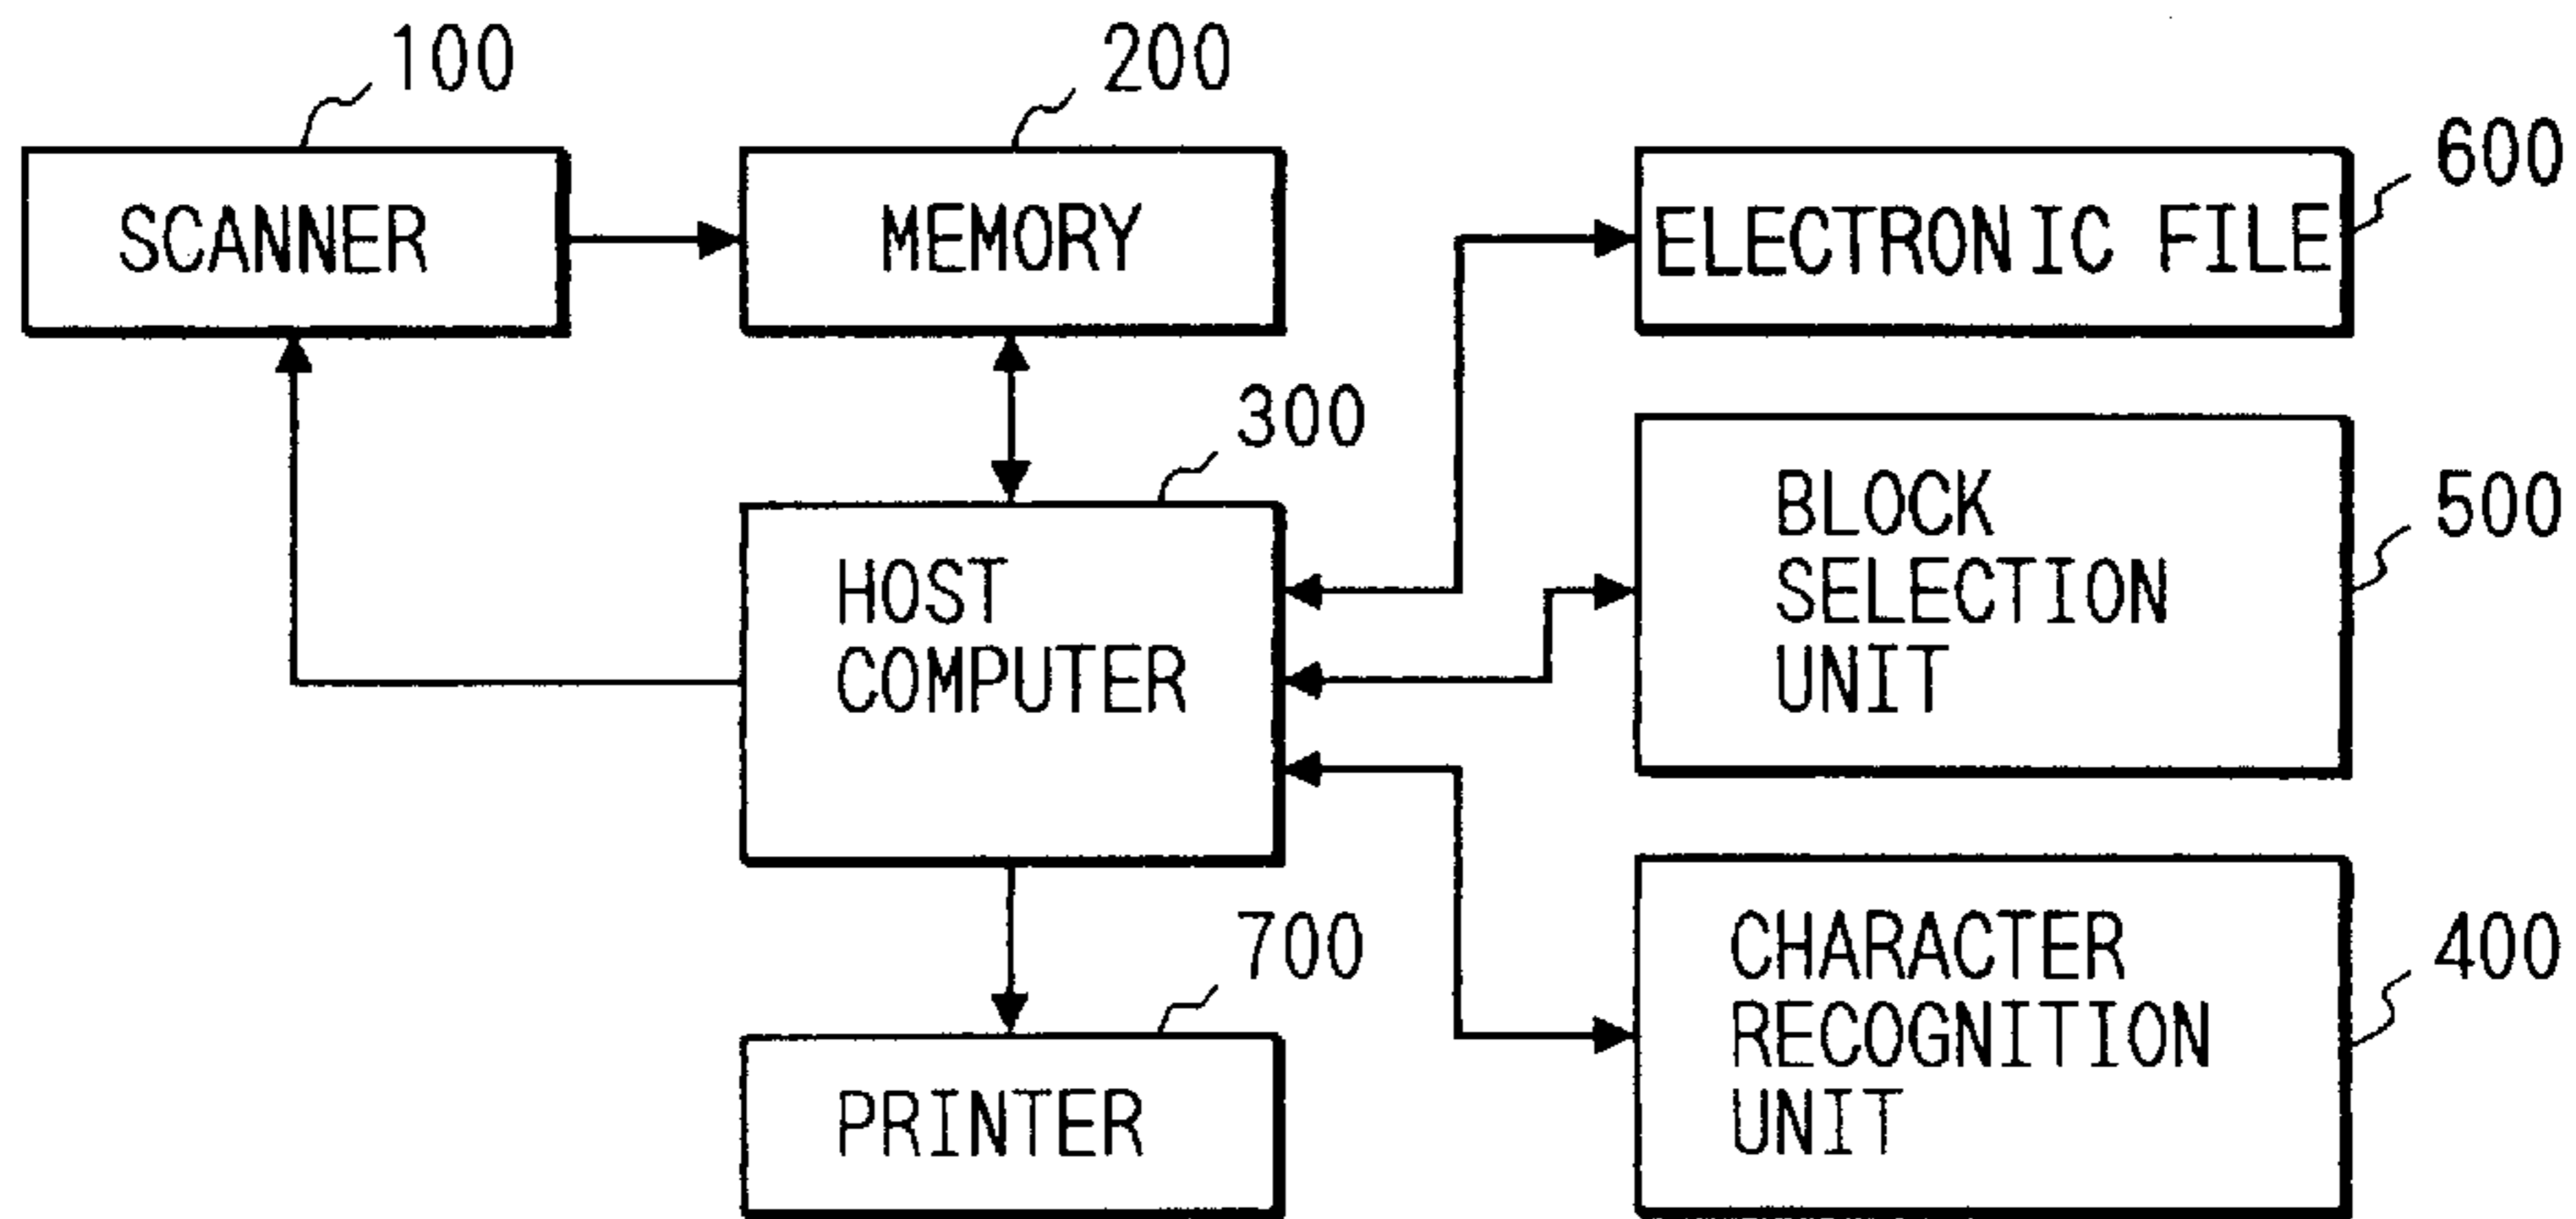 100
200
600
SCANNER
MEMORY
ELECTRONIC FILE
300
500
HOST
COMPUTER
BLOCK
SELECTION
UNIT
700
400
PRINTER
CHARACTER
RECOGNITION
UNIT